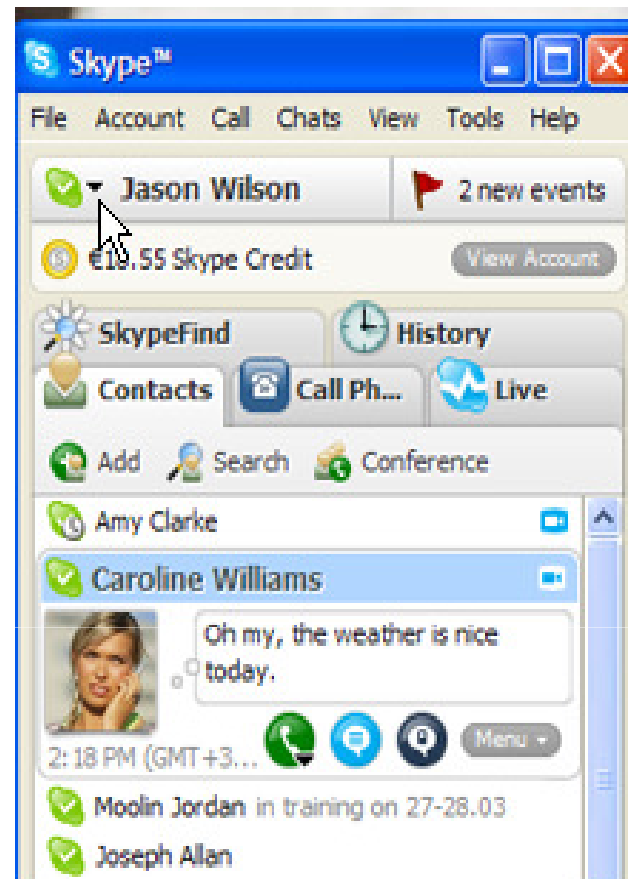 Skype™
File Account Call Chats View Tools Help
Jason Wilson 2 new events
.55 Skype Credit View Account
SkypeFind History
Contacts Call Ph... Live
Add Search Conference
Amy Clarke
Caroline Williams
Oh my, the weather is nice
today.
2:18 PM (GMT+3... Menu
Moolin Jordan in training on 27-28.03
Joseph Allan